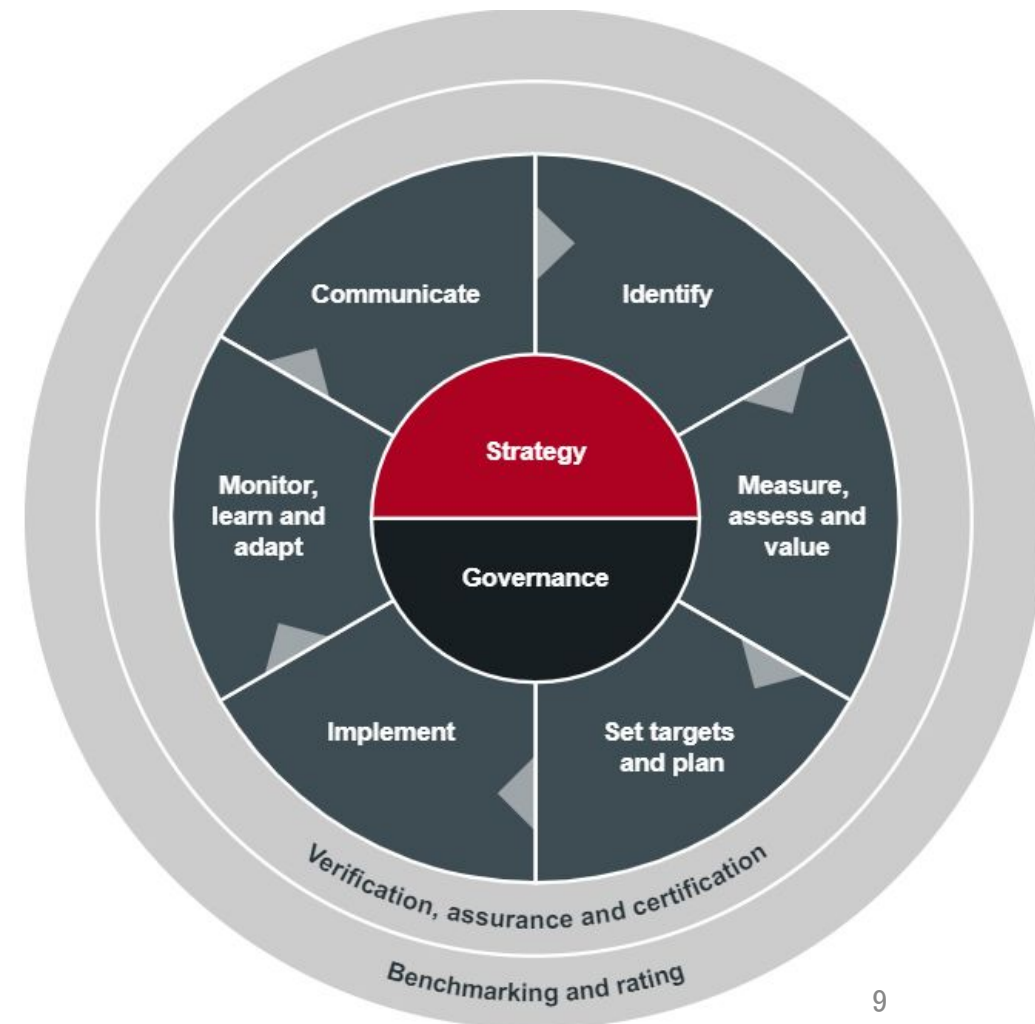 Communicate
Identify
Strategy
Monitor,
learn and
adapt
Measure,
assess and
value
Governance
Implement
Set targets
and plan
Verification, assurance and certification
Benchmarking and rating
9